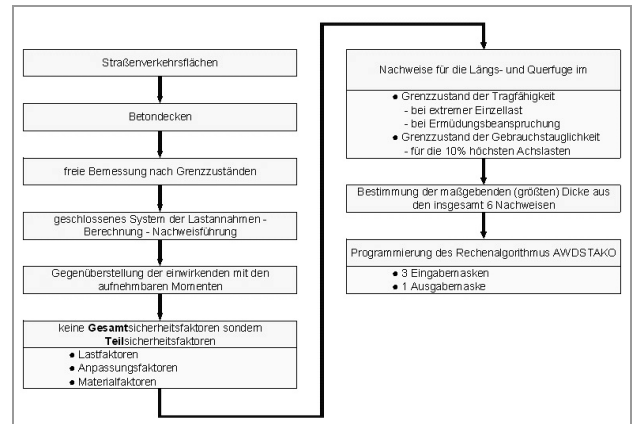 Straßenverkehrsflächen
Betondecken
freie Bemessung nach Grenzzuständen
geschlossenes System der Lastannahmen -
Berechnung - Nachweisführung
Gegenüberstellung der einwirkenden mit den
aufnehmbaren Momenten
keine Gesamtsicherheitsfaktoren sondern
Teilsicherheitsfaktoren
● Lastfaktoren
● Anpassungsfaktoren
● Materialfaktoren
Nachweise für die Längs- und Querfuge im
● Grenzzustand der Tragfähigkeit
- bei extremer Einzellast
- bei Ermüdungsbeanspruchung
● Grenzzustand der Gebrauchstauglichkeit
- für die 10% höchsten Achslasten
Bestimmung der maßgebenden (größten) Dicke aus
den insgesamt 6 Nachweisen
Programmierung des Rechenalgorithmus AWDSTAKO
● 3 Eingabemasken
● 1 Ausgabemaske